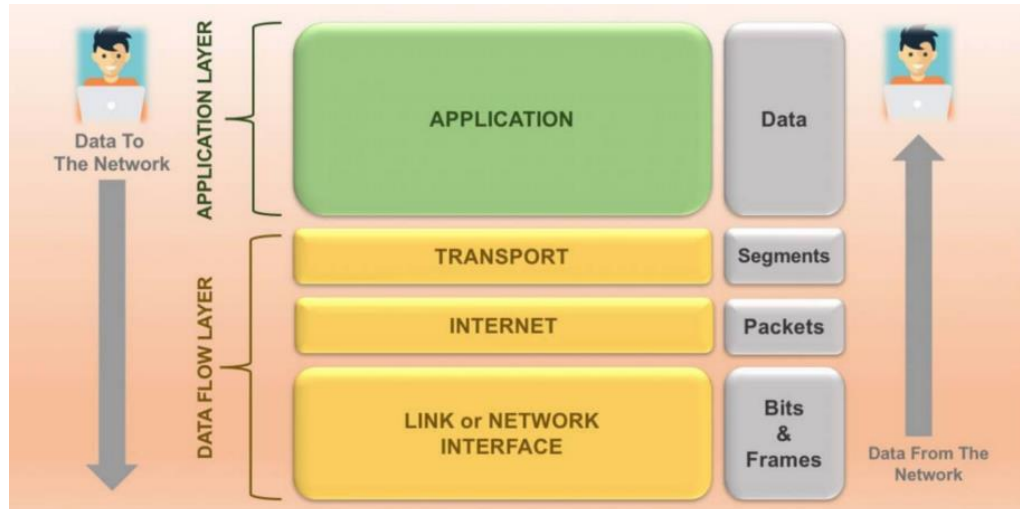 Data To
The Network
APPLICATION LAYER
APPLICATION
Data
DATA FLOW LAYER
TRANSPORT
Segments
INTERNET
Packets
LINK or NETWORK
INTERFACE
Bits
&
Frames
Data From The
Network